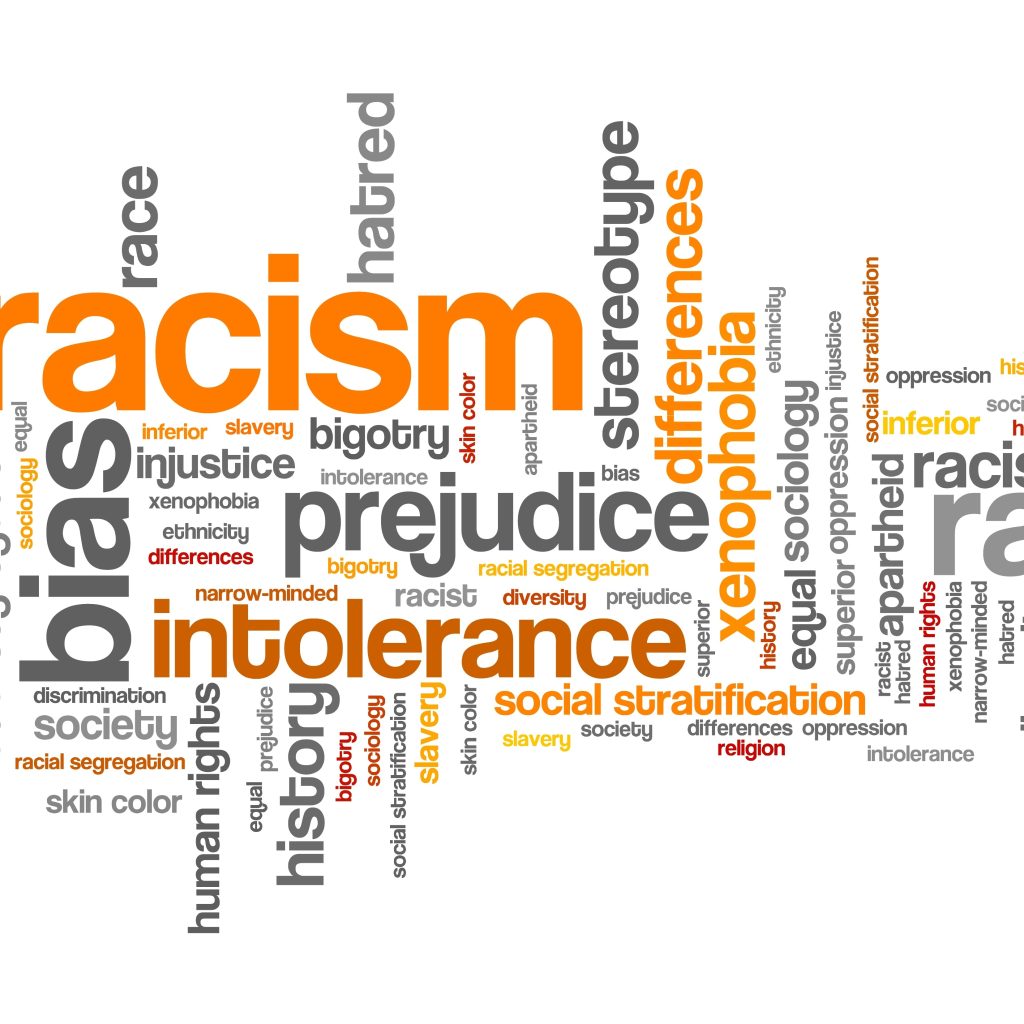 hatred
stereotype
race
differences
racism
social stratification
ethnicity
xenophobia
injustice
oppression
inferior
equal
skin color
apartheid
sociology
inferior
slavery
bigotry
bias
injustice
intolerance
bias
oppression
sociology
xenophobia
prejudice
apartheid
ethnicity
differences
bigotry
racial segregation
narrow-minded
racist
diversity
prejudice
superior
history
equal
superior
racist
hatred
human rights
xenophobia
narrow-minded
hatred
intolerance
discrimination
society
racial segregation
skin color
human rights
prejudice
equal
history
bigotry
sociology
social stratification
slavery
skin color
social stratification
slavery
society
differences
oppression
religion
intolerance